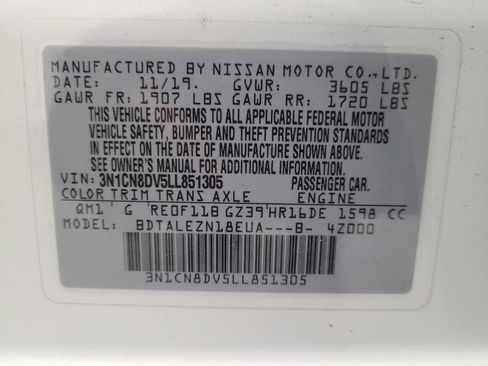 MANUFACTURED BY NISSAN MOTOR CO., LTD.
DATE: 11/19. GVWR: 3605 LBS
GAWR FR: 1907 LBS GAWR RR: 1720 LBS
THIS VEHICLE CONFORMS TO ALL APPLICABLE FEDERAL MOTOR
VEHICLE SAFETY, BUMPER AND THEFT PREVENTION STANDARDS
IN EFFECT ON THE DATE OF MANUFACTURE SHOWN ABOVE.
SEE OWNER'S MANUAL FOR ADDITIONAL INFORMATION.
VIN: 3N1CN8DV5LL851305 PASSENGER CAR.
COLOR TRIM TRANS AXLE ENGINE
QM1' G 'RE0F11B GZ39'HR16DE 1598 CC
MODEL: BDTALEZN18EUA---B- 4Z000
3N1CN8DV5LL851305